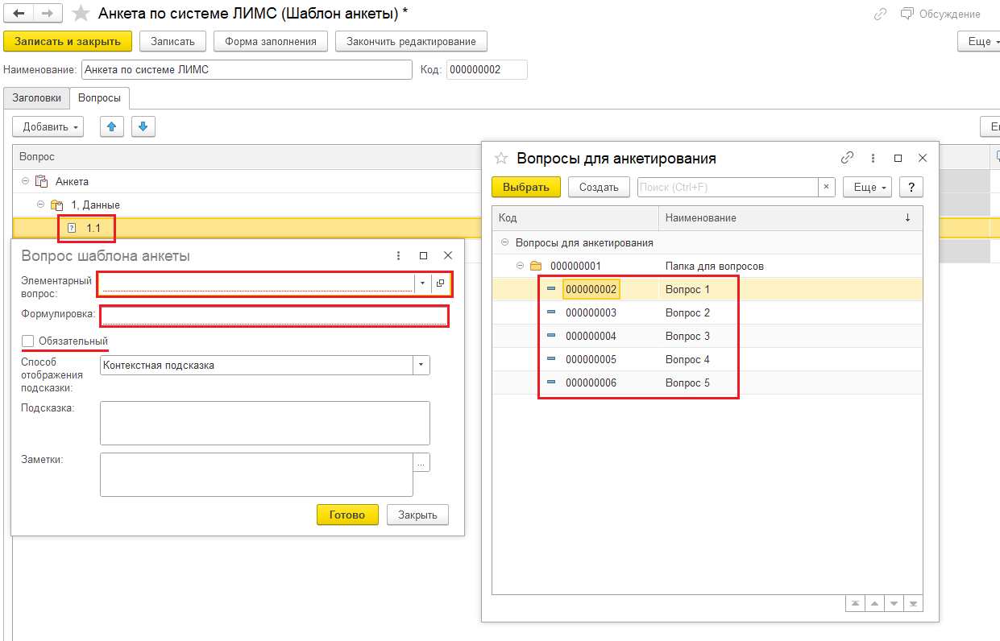 Анкета по системе ЛИМС (Шаблон анкеты) *
Обсуждение
Записать и закрыть
Записать
Форма заполнения
Закончить редактирование
Еще
Наименование: Анкета по системе ЛИМС
Код: 000000002
Заголовки
Вопросы
Добавить
Вопрос
Анкета
1, Данные
1.1
Вопрос шаблона анкеты
Элементарный
вопрос:
Формулировка:
Обязательный
Способ
отображения
подсказки:
Контекстная подсказка
Подсказка:
Заметки:
...
Готово
Закрыть
Вопросы для анкетирования
Выбрать
Создать
Поиск (Ctrl+F)
×
Еще
?
Код
Наименование
Вопросы для анкетирования
000000001 Папка для вопросов
000000002 Вопрос 1
000000003 Вопрос 2
000000004 Вопрос 3
000000005 Вопрос 4
000000006 Вопрос 5